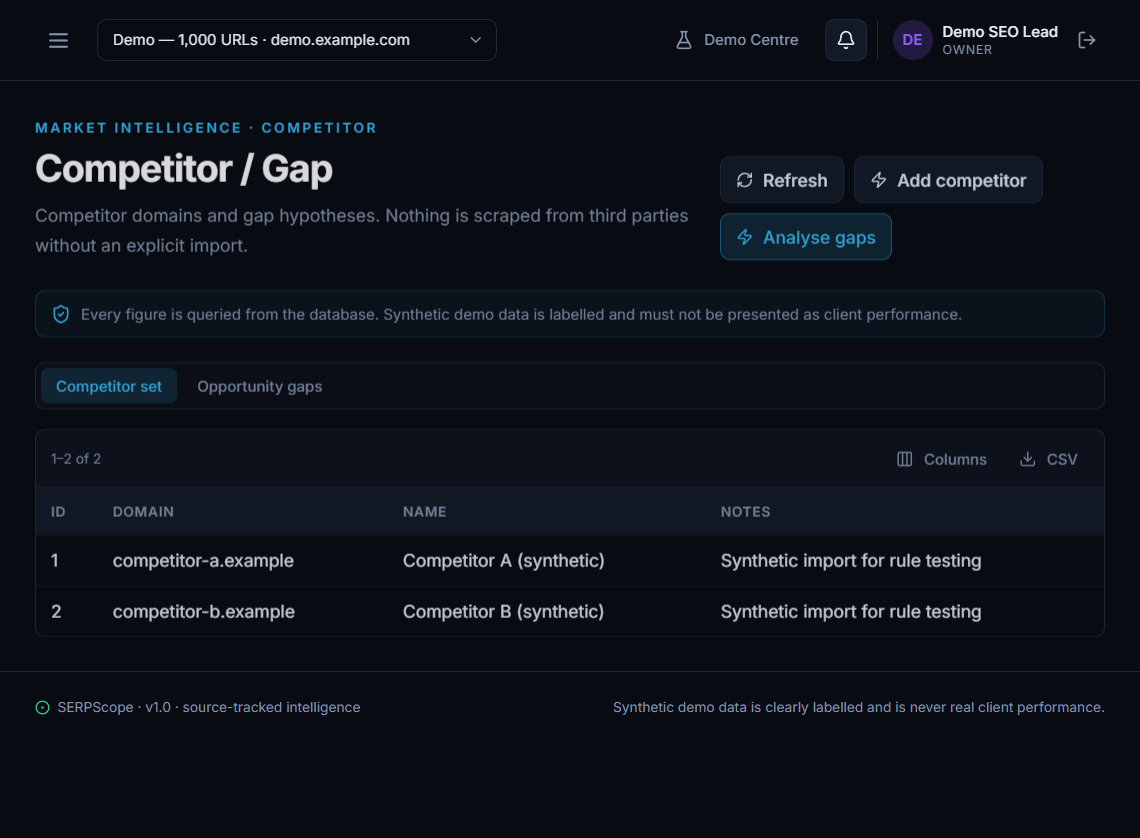 Demo — 1,000 URLs · demo.example.com
Demo Centre
DE
Demo SEO Lead
OWNER
MARKET INTELLIGENCE · COMPETITOR
Competitor / Gap
Competitor domains and gap hypotheses. Nothing is scraped from third parties
without an explicit import.
Refresh
Add competitor
Analyse gaps
Every figure is queried from the database. Synthetic demo data is labelled and must not be presented as client performance.
Competitor set Opportunity gaps
1–2 of 2 Columns CSV
ID DOMAIN NAME NOTES
1 competitor-a.example Competitor A (synthetic) Synthetic import for rule testing
2 competitor-b.example Competitor B (synthetic) Synthetic import for rule testing
SERPScope · v1.0 · source-tracked intelligence
Synthetic demo data is clearly labelled and is never real client performance.